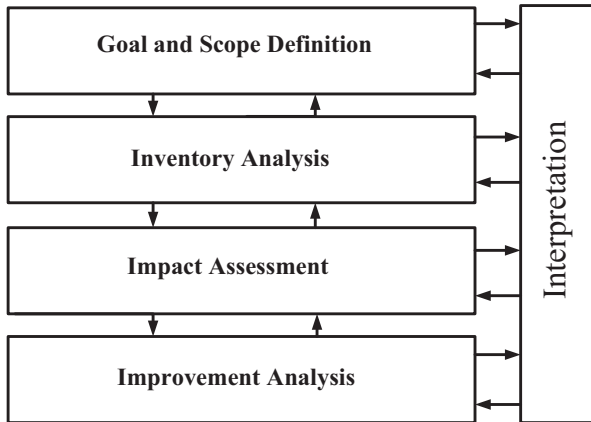 Goal and Scope Definition
Inventory Analysis
Impact Assessment
Improvement Analysis
Interpretation